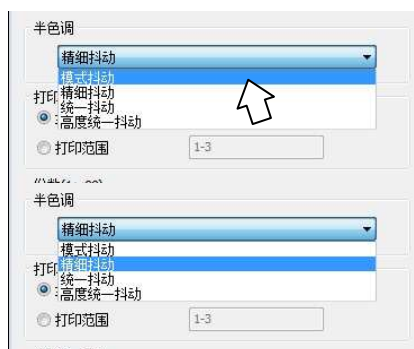 半色调
精细抖动
模式抖动
打印
精细抖动
统一抖动
高度统一抖动
打印范围
1-3
半色调
精细抖动
模式抖动
打印
精细抖动
统一抖动
高度统一抖动
打印范围
1-3